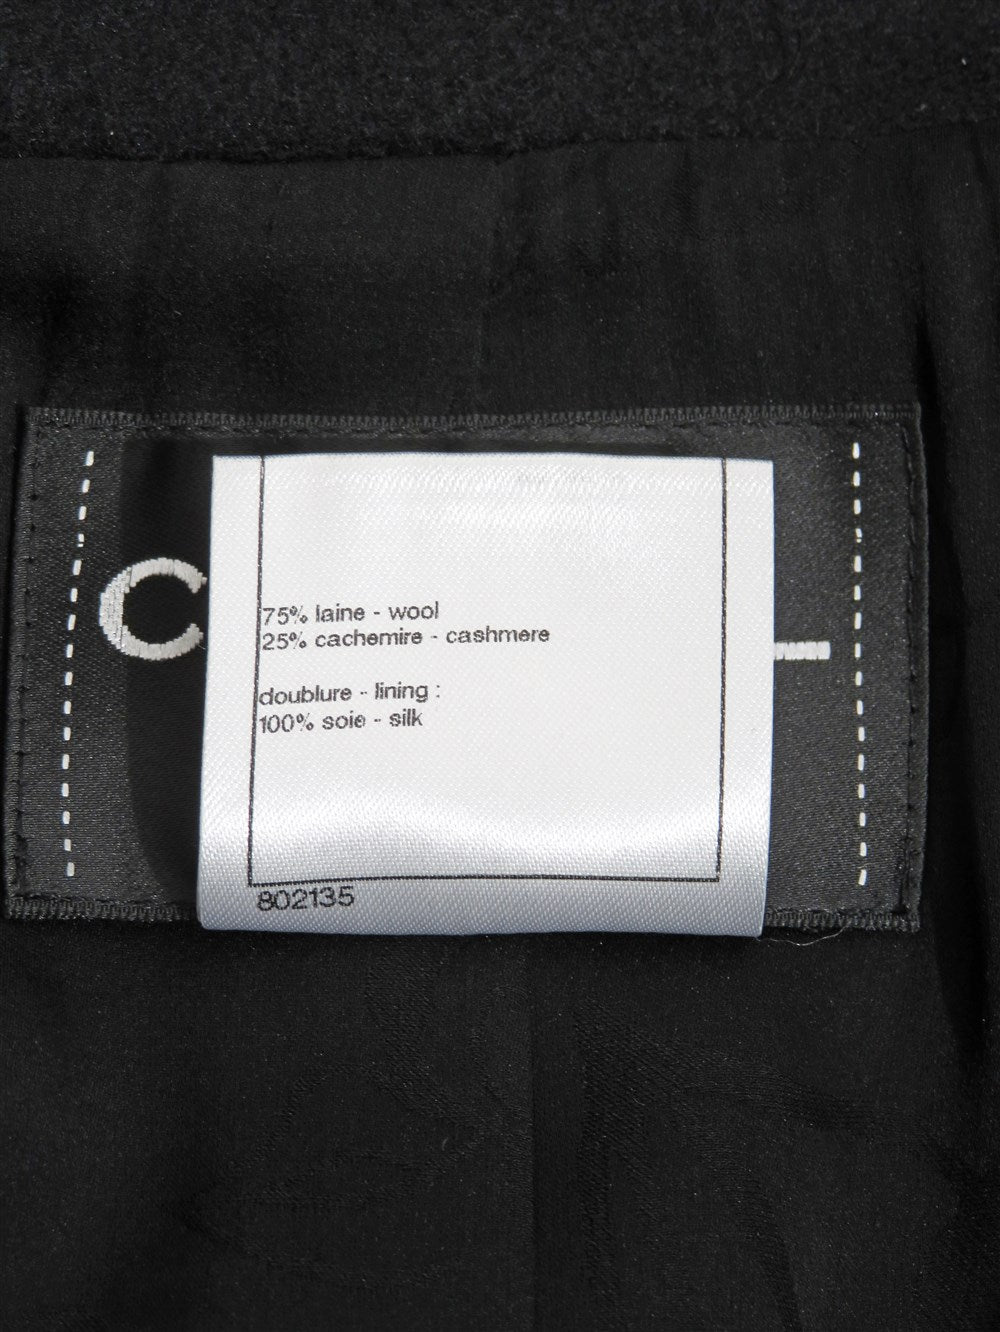 C L
75% laine - wool
25% cachemire - cashmere
doublure - lining :
100% soie - silk
802135